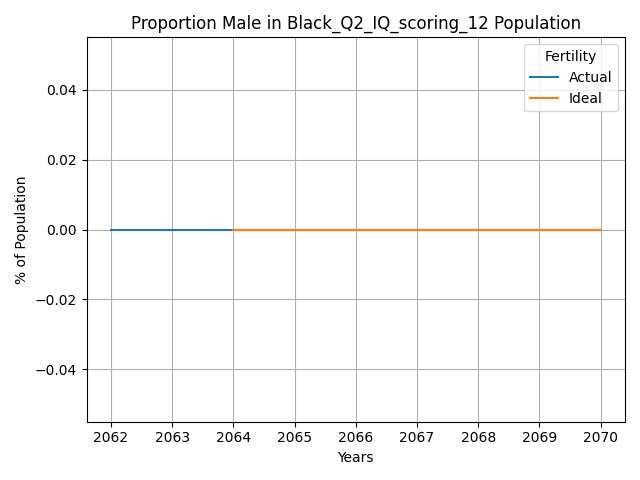 Proportion Male in Black_Q2_IQ_scoring_12 Population
Fertility
Actual
Ideal
0.04
0.02
0.00
−0.02
−0.04
% of Population
2062 2063 2064 2065 2066 2067 2068 2069 2070
Years